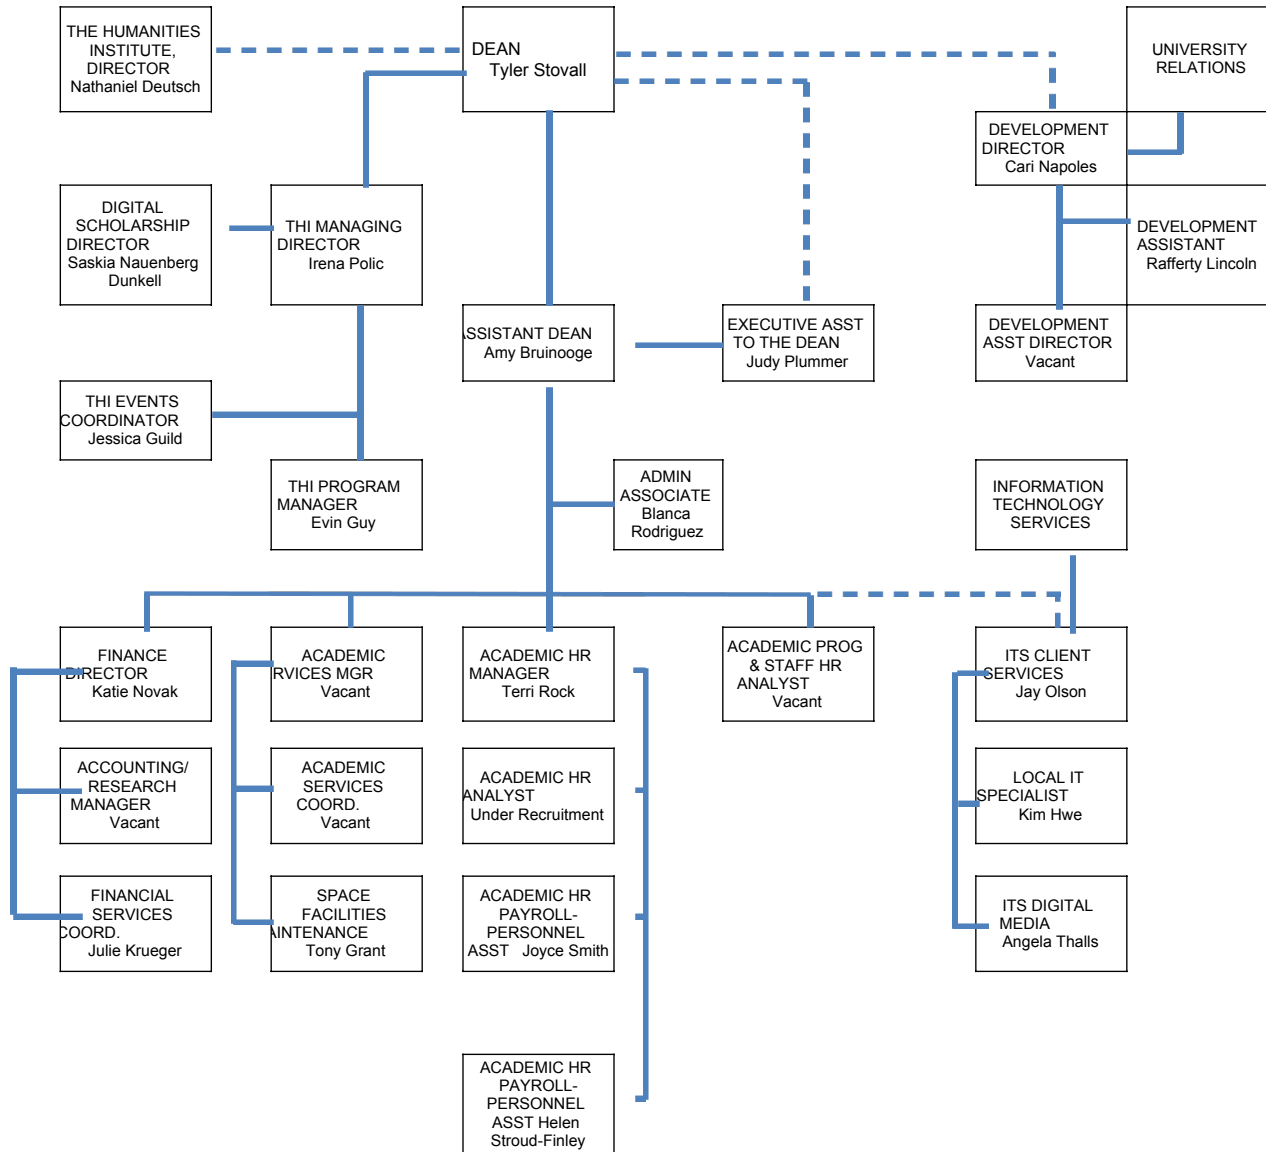 THE HUMANITIES
INSTITUTE,
DIRECTOR
Nathaniel Deutsch
DEAN
Tyler Stovall
UNIVERSITY
RELATIONS
DEVELOPMENT
DIRECTOR
Cari Napoles
DIGITAL
SCHOLARSHIP
DIRECTOR
Saskia Nauenberg
Dunkell
THI MANAGING
DIRECTOR
Irena Polic
DEVELOPMENT
ASSISTANT
Rafferty Lincoln
ASSISTANT DEAN
Amy Bruinooge
EXECUTIVE ASST
TO THE DEAN
Judy Plummer
DEVELOPMENT
ASST DIRECTOR
Vacant
THI EVENTS
COORDINATOR
Jessica Guild
THI PROGRAM
MANAGER
Evin Guy
ADMIN
ASSOCIATE
Blanca
Rodriguez
INFORMATION
TECHNOLOGY
SERVICES
FINANCE
DIRECTOR
Katie Novak
ACADEMIC
RVICES MGR
Vacant
ACADEMIC HR
MANAGER
Terri Rock
ACADEMIC PROG
& STAFF HR
ANALYST
Vacant
ITS CLIENT
SERVICES
Jay Olson
ACCOUNTING/
RESEARCH
MANAGER
Vacant
ACADEMIC
SERVICES
COORD.
Vacant
ACADEMIC HR
ANALYST
Under Recruitment
LOCAL IT
SPECIALIST
Kim Hwe
FINANCIAL
SERVICES
COORD.
Julie Krueger
SPACE
FACILITIES
AINTENANCE
Tony Grant
ACADEMIC HR
PAYROLL-
PERSONNEL
ASST Joyce Smith
ITS DIGITAL
MEDIA
Angela Thalls
ACADEMIC HR
PAYROLL-
PERSONNEL
ASST Helen
Stroud-Finley